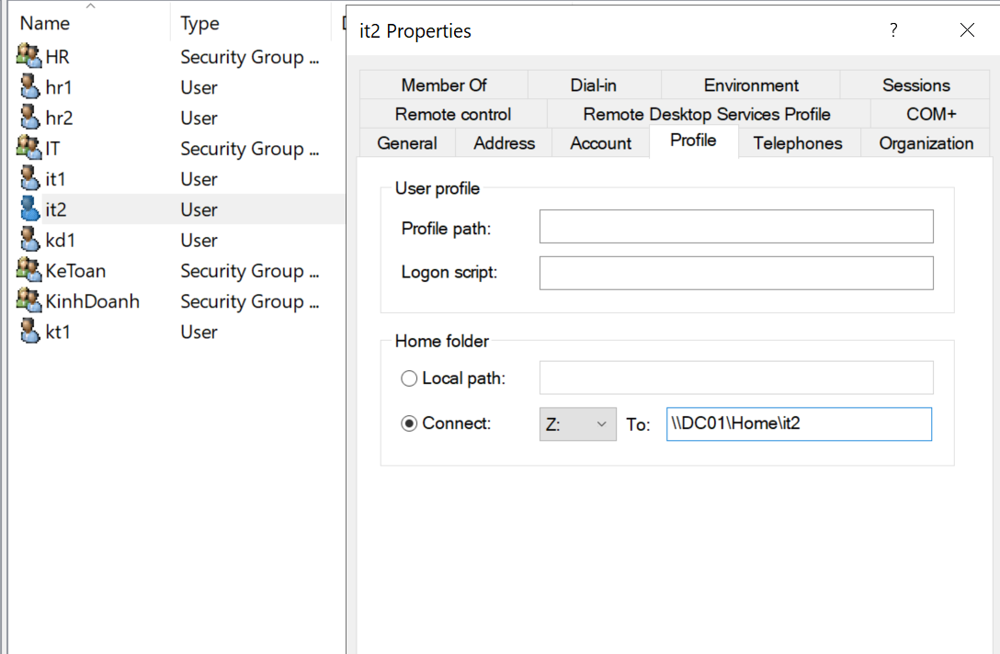 Name Type
HR Security Group ...
hr1 User
hr2 User
IT Security Group ...
it1 User
it2 User
kd1 User
KeToan Security Group ...
KinhDoanh Security Group ...
kt1 User
it2 Properties ?
Member Of Dial-in Environment Sessions
Remote control Remote Desktop Services Profile COM+
General Address Account Profile Telephones Organization
User profile
Profile path:
Logon script:
Home folder
Local path:
Connect: Z: To: \\DC01\Home\it2